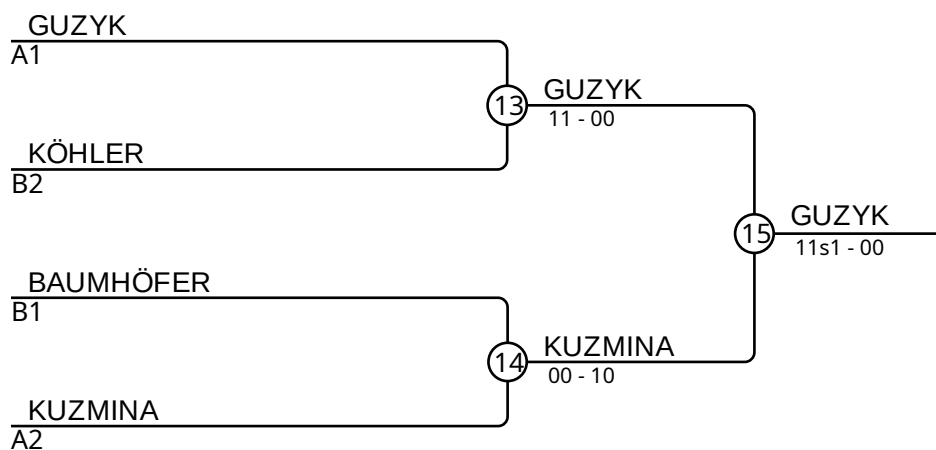 GUZYK
A1
13
GUZYK
11 - 00
KÖHLER
B2
15
GUZYK
11s1 - 00
BAUMHÖFER
B1
14
KUZMINA
00 - 10
KUZMINA
A2